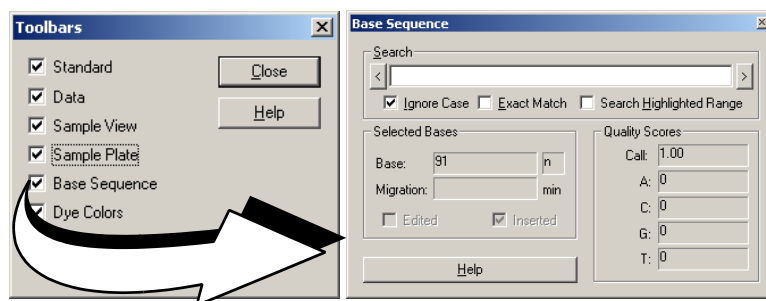 Toolbars
Standard
Data
Sample View
Sample Plate
Base Sequence
Dye Colors
Close
Help
Base Sequence
Search
< >
Ignore Case Exact Match Search Highlighted Range
Selected Bases
Base: 91 n
Migration: min
Edited Inserted
Help
Quality Scores
Call: 1.00
A: 0
C: 0
G: 0
T: 0